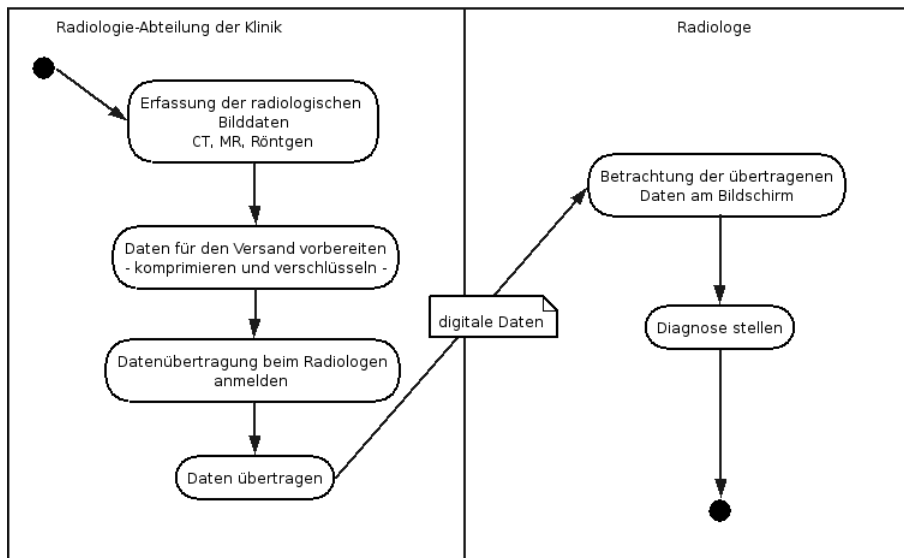 Radiologie-Abteilung der Klinik
Radiologe
Erfassung der radiologischen
Bilddaten
CT, MR, Röntgen
Daten für den Versand vorbereiten
- komprimieren und verschlüsseln -
Datenübertragung beim Radiologen
anmelden
Daten übertragen
digitale Daten
Betrachtung der übertragenen
Daten am Bildschirm
Diagnose stellen